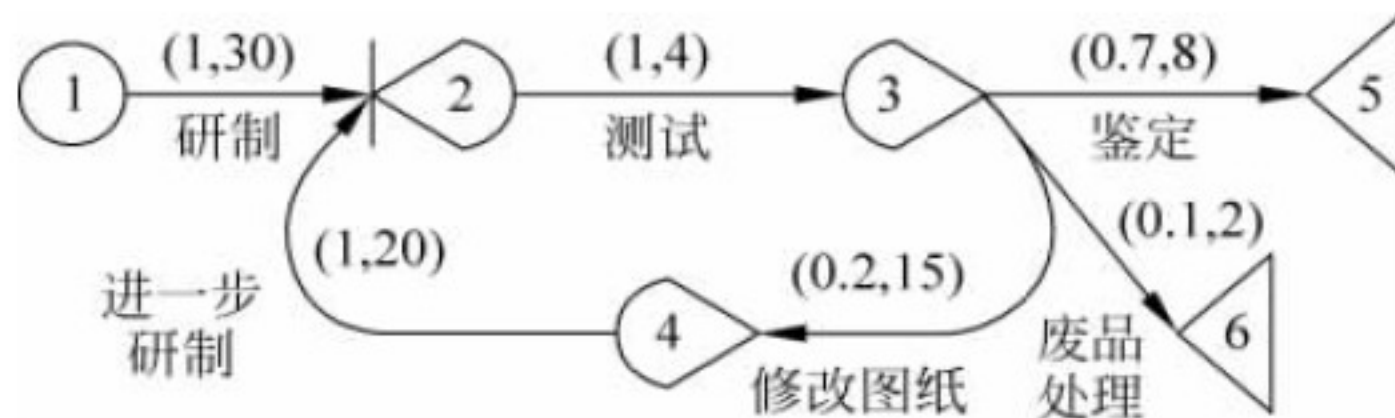 (1,30)
(1,4)
(0.7,8)
1
2
3
5
研制
测试
鉴定
(0.1,2)
(1,20)
(0.2,15)
进一步
研制
4
6
修改图纸
废品
处理